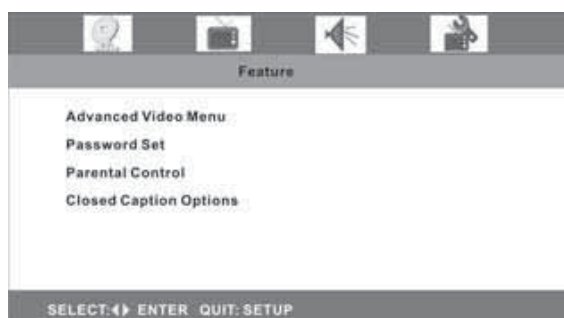 Feature
Advanced Video Menu
Password Set
Parental Control
Closed Caption Options
SELECT: ENTER QUIT: SETUP